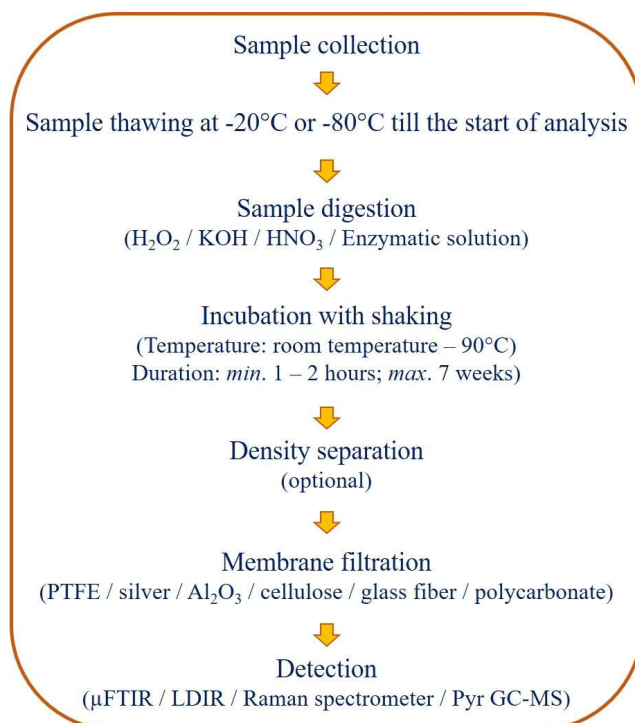 Sample collection
Sample thawing at -20°C or -80°C till the start of analysis
Sample digestion
(H₂O₂ / KOH / HNO₃ / Enzymatic solution)
Incubation with shaking
(Temperature: room temperature – 90°C)
Duration: min. 1 – 2 hours; max. 7 weeks)
Density separation
(optional)
Membrane filtration
(PTFE / silver / Al₂O₃ / cellulose / glass fiber / polycarbonate)
Detection
(µFTIR / LDIR / Raman spectrometer / Pyr GC-MS)